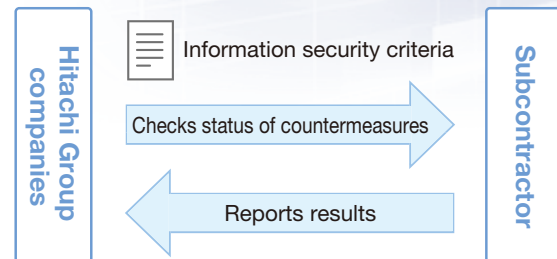 Hitachi Group
companies
Information security criteria
Checks status of countermeasures
Reports results
Subcontractor